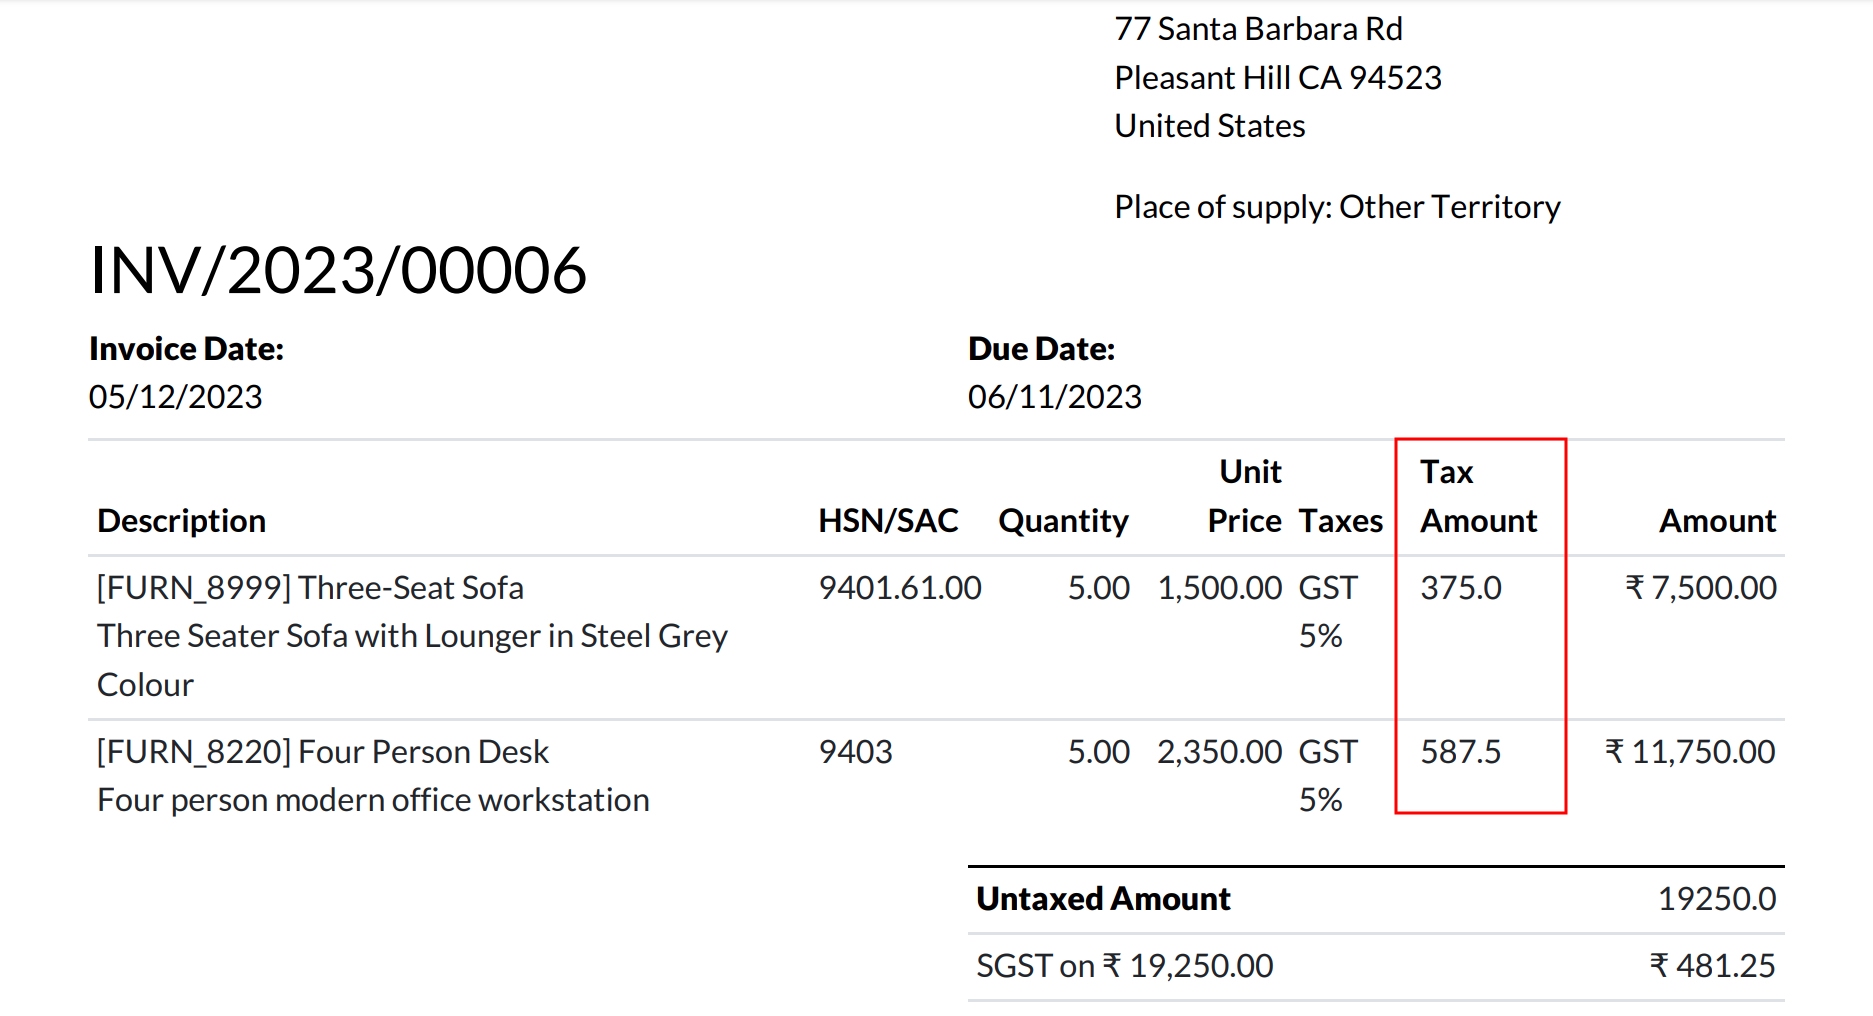 77 Santa Barbara Rd
Pleasant Hill CA 94523
United States
Place of supply: Other Territory
INV/2023/00006
Invoice Date: Due Date:
05/12/2023 06/11/2023
Unit Tax
Description HSN/SAC Quantity Price Taxes Amount Amount
[FURN_8999] Three-Seat Sofa 9401.61.00 5.00 1,500.00 GST 375.0 ₹ 7,500.00
Three Seater Sofa with Lounger in Steel Grey 5%
Colour
[FURN_8220] Four Person Desk 9403 5.00 2,350.00 GST 587.5 ₹ 11,750.00
Four person modern office workstation 5%
Untaxed Amount 19250.0
SGST on ₹ 19,250.00 ₹ 481.25